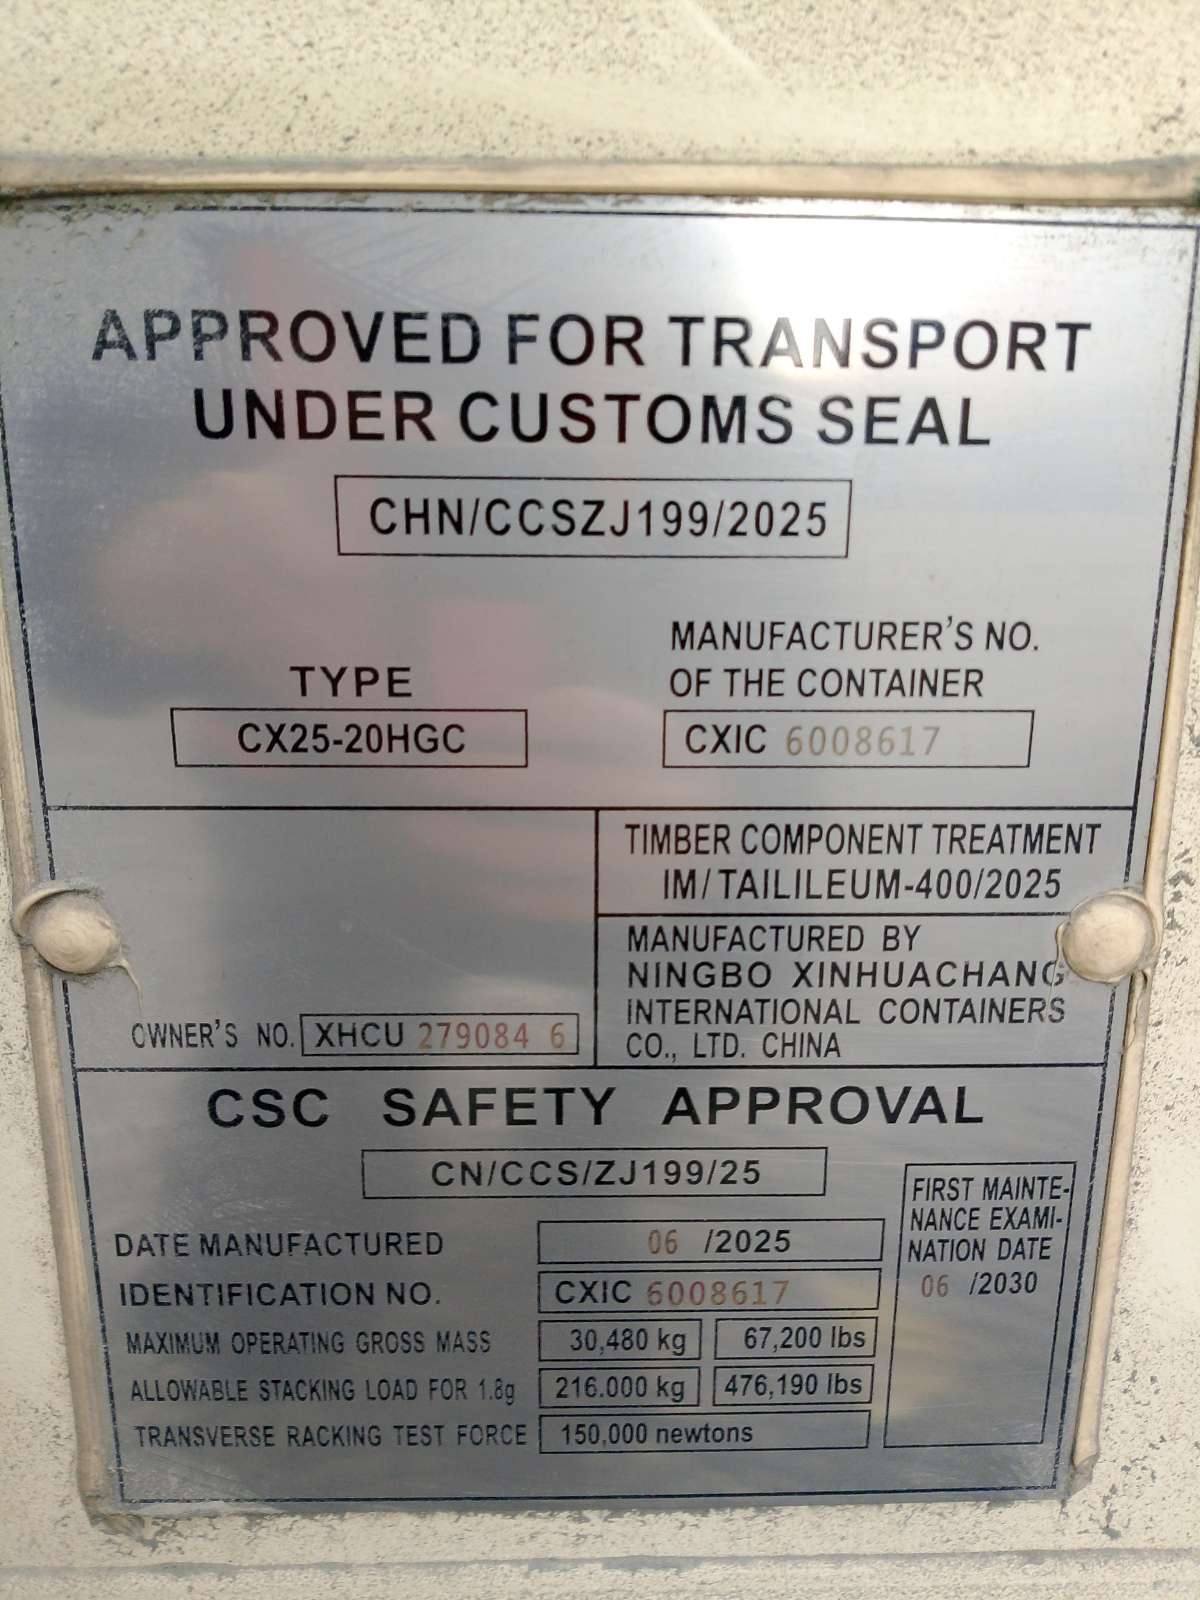 APPROVED FOR TRANSPORT
UNDER CUSTOMS SEAL
CHN/CCSZJ199/2025
TYPE
CX25-20HGC
MANUFACTURER'S NO.
OF THE CONTAINER
CXIC 6008617
TIMBER COMPONENT TREATMENT
IM/TAILILEUM-400/2025
MANUFACTURED BY
NINGBO XINHUACHANG
INTERNATIONAL CONTAINERS
CO., LTD. CHINA
OWNER'S NO. XHCU 279084 6
CSC SAFETY APPROVAL
CN/CCS/ZJ199/25
DATE MANUFACTURED 06 /2025
IDENTIFICATION NO. CXIC 6008617
MAXIMUM OPERATING GROSS MASS 30,480 kg 67,200 lbs
ALLOWABLE STACKING LOAD FOR 1.8g 216.000 kg 476,190 lbs
TRANSVERSE RACKING TEST FORCE 150,000 newtons
FIRST MAINTE-
NANCE EXAMI-
NATION DATE
06 /2030